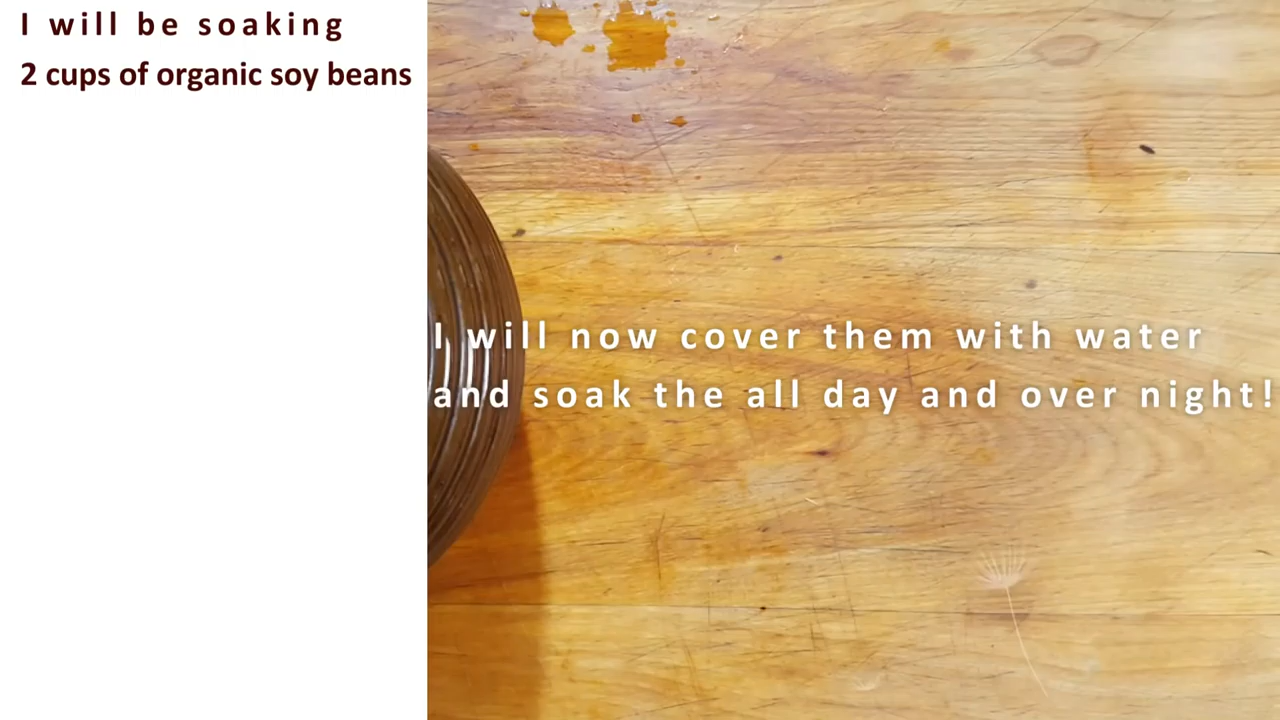 I will be soaking
2 cups of organic soy beans
I will now cover them with water
and soak the all day and over night!